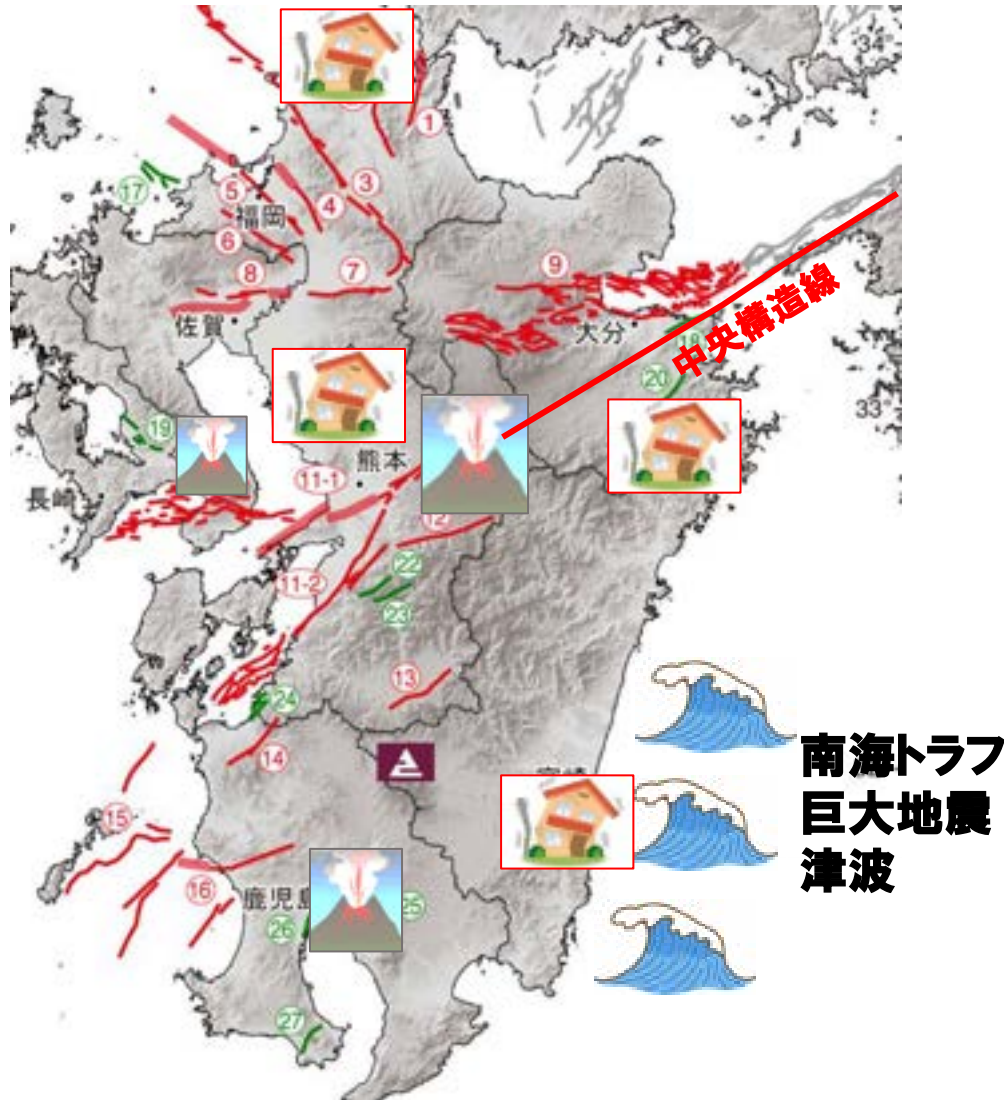 34°
①
③
④
⑤
福岡
⑥
⑦
⑧
⑨
佐賀
大分
中央構造線
⑰
18
⑳
33
⑲
長崎
熊本
11-1
12
11-2
㉒
㉓
⑬
㉔
⑭
南海トラフ
巨大地震
津波
⑮
⑯
鹿児島
25
㉖
㉗